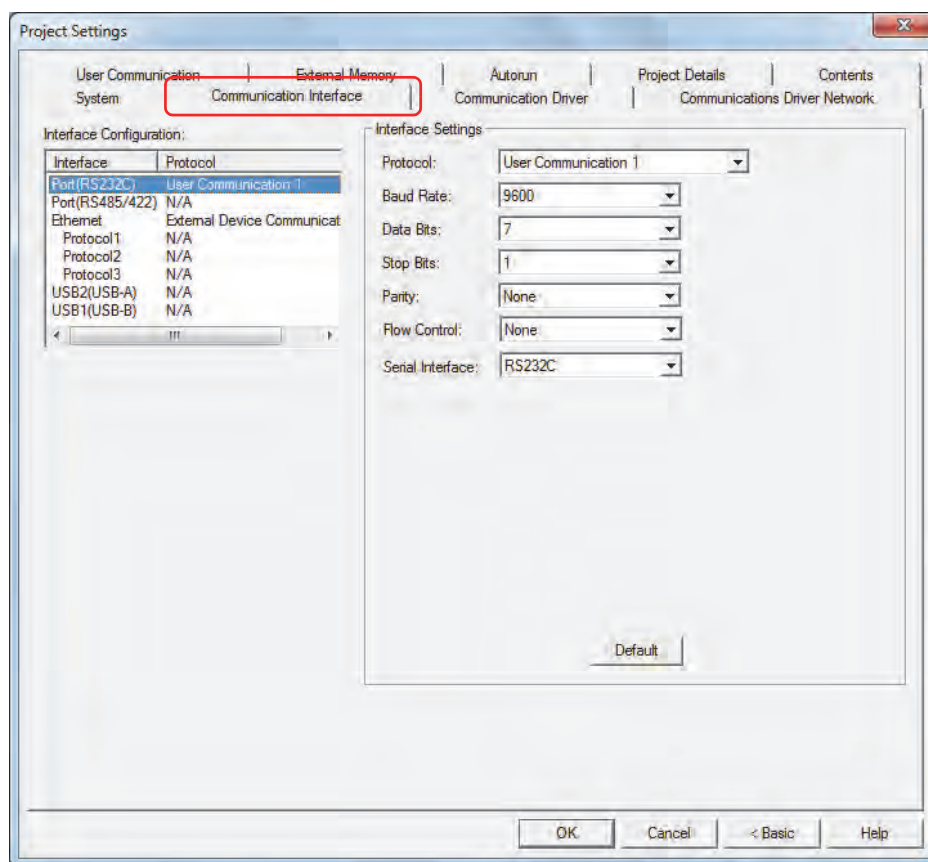 Project Settings
User Communication External Memory Autorun Project Details Contents
System Communication Interface Communication Driver Communications Driver Network
Interface Configuration:
Interface Protocol
Port(RS232C) User Communication 1
Port(RS485/422) N/A
Ethernet External Device Communicat
Protocol1 N/A
Protocol2 N/A
Protocol3 N/A
USB2(USB-A) N/A
USB1(USB-B) N/A
Interface Settings
Protocol: User Communication 1
Baud Rate: 9600
Data Bits: 7
Stop Bits: 1
Parity: None
Flow Control: None
Serial Interface: RS232C
Default
OK Cancel < Basic Help